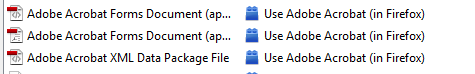 Adobe Acrobat Forms Document (ap... Use Adobe Acrobat (in Firefox)
Adobe Acrobat Forms Document (ap... Use Adobe Acrobat (in Firefox)
Adobe Acrobat XML Data Package File Use Adobe Acrobat (in Firefox)